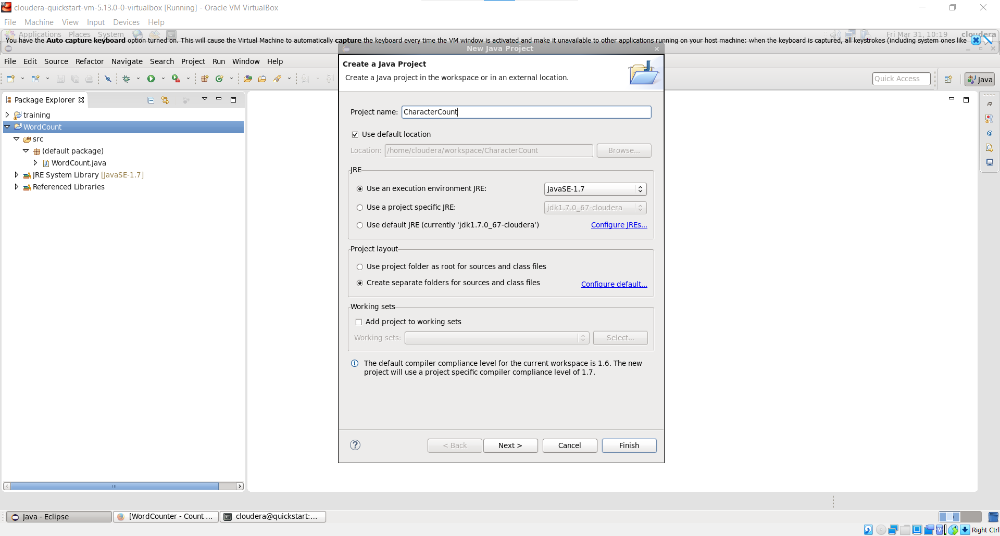 cloudera-quickstart-vm-5.13.0-0-virtualbox [Running] - Oracle VM VirtualBox
File Machine View Input Devices Help
Applications Places System Fri Mar 31, 10:19 cloudera
You have the Auto capture keyboard option turned on. This will cause the Virtual Machine to automatically capture the keyboard every time the VM window is activated and make it unavailable to other applications running on your host machine: when the keyboard is captured, all keystrokes (including system ones like
New Java Project
File Edit Source Refactor Navigate Search Project Run Window Help
Create a Java Project
Create a Java project in the workspace or in an external location.
Quick Access
Java
Package Explorer
training
WordCount
src
(default package)
WordCount.java
JRE System Library [JavaSE-1.7]
Referenced Libraries
Project name: CharacterCount
Use default location
Location: /home/cloudera/workspace/CharacterCount Browse...
JRE
Use an execution environment JRE: JavaSE-1.7
Use a project specific JRE: jdk1.7.0_67-cloudera
Use default JRE (currently 'jdk1.7.0_67-cloudera') Configure JREs...
Project layout
Use project folder as root for sources and class files
Create separate folders for sources and class files Configure default...
Working sets
Add project to working sets
Working sets: Select...
The default compiler compliance level for the current workspace is 1.6. The new
project will use a project specific compiler compliance level of 1.7.
< Back Next > Cancel Finish
Java - Eclipse [WordCounter - Count ... cloudera@quickstart:...
Right Ctrl